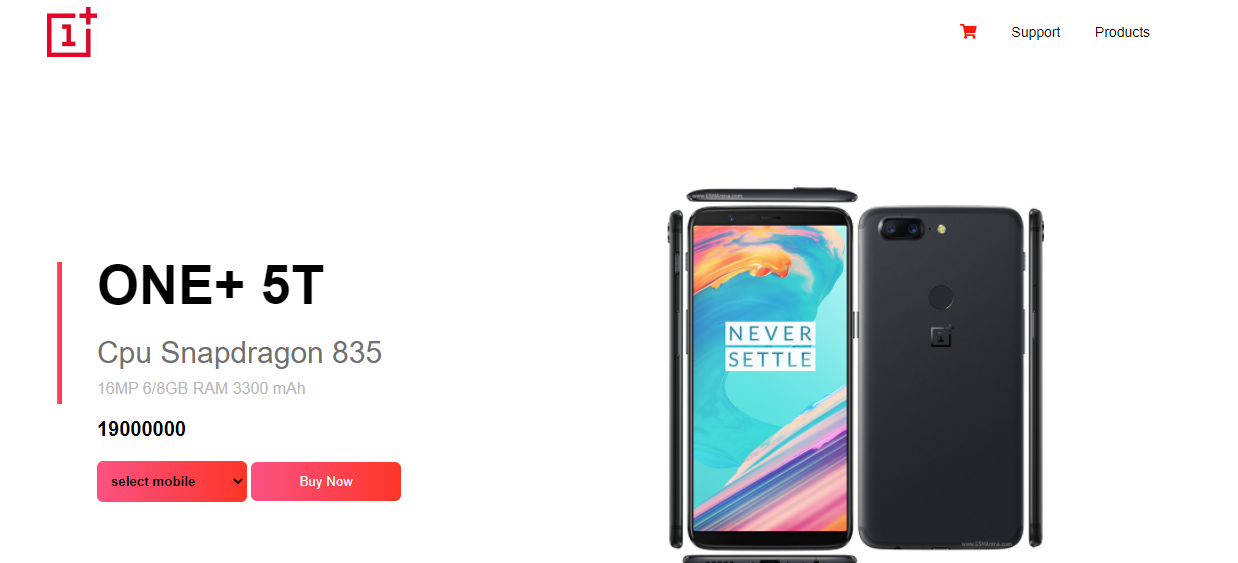 Support
Products
ONE+ 5T
Cpu Snapdragon 835
16MP 6/8GB RAM 3300 mAh
19000000
select mobile
Buy Now
www.GSMArena.com
NEVER
SETTLE
www.GSMArena.com